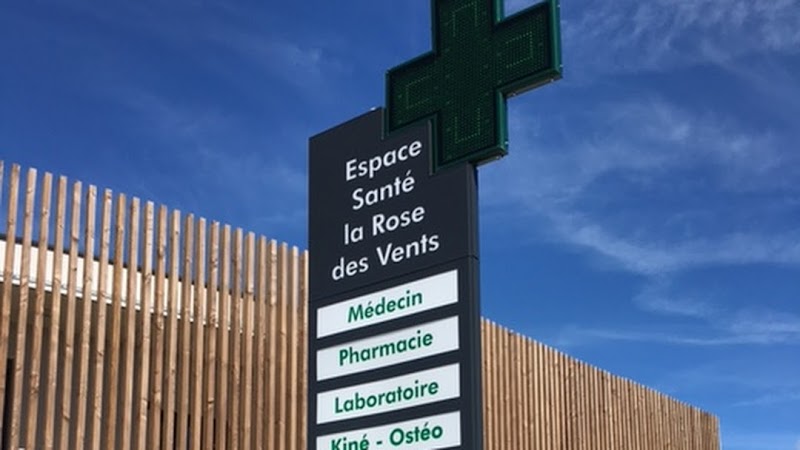 Espace
Santé
la Rose
des Vents
Médecin
Pharmacie
Laboratoire
Kiné - Ostéo